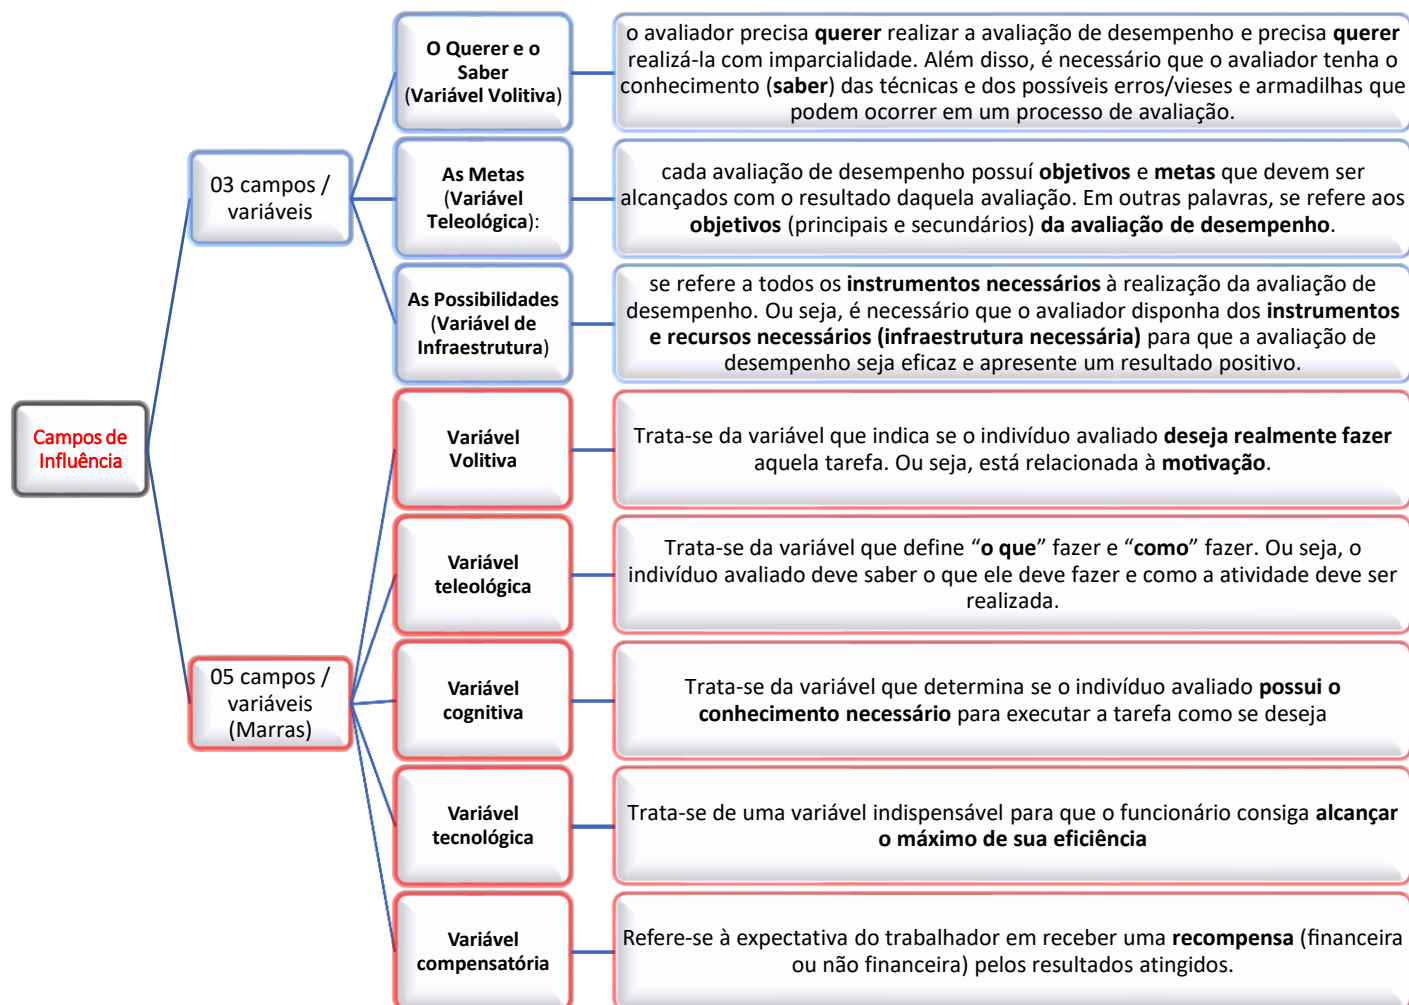 Campos de
Influência
03 campos /
variáveis
O Querer e o
Saber
(Variável Volitiva)
o avaliador precisa querer realizar a avaliação de desempenho e precisa querer
realizá-la com imparcialidade. Além disso, é necessário que o avaliador tenha o
conhecimento (saber) das técnicas e dos possíveis erros/vieses e armadilhas que
podem ocorrer em um processo de avaliação.
As Metas
(Variável
Teleológica):
cada avaliação de desempenho possuí objetivos e metas que devem ser
alcançados com o resultado daquela avaliação. Em outras palavras, se refere aos
objetivos (principais e secundários) da avaliação de desempenho.
As Possibilidades
(Variável de
Infraestrutura)
se refere a todos os instrumentos necessários à realização da avaliação de
desempenho. Ou seja, é necessário que o avaliador disponha dos instrumentos
e recursos necessários (infraestrutura necessária) para que a avaliação de
desempenho seja eficaz e apresente um resultado positivo.
05 campos /
variáveis
(Marras)
Variável
Volitiva
Trata-se da variável que indica se o indivíduo avaliado deseja realmente fazer
aquela tarefa. Ou seja, está relacionada à motivação.
Variável
teleológica
Trata-se da variável que define “o que” fazer e “como” fazer. Ou seja, o
indivíduo avaliado deve saber o que ele deve fazer e como a atividade deve ser
realizada.
Variável
cognitiva
Trata-se da variável que determina se o indivíduo avaliado possui o
conhecimento necessário para executar a tarefa como se deseja
Variável
tecnológica
Trata-se de uma variável indispensável para que o funcionário consiga alcançar
o máximo de sua eficiência
Variável
compensatória
Refere-se à expectativa do trabalhador em receber uma recompensa (financeira
ou não financeira) pelos resultados atingidos.